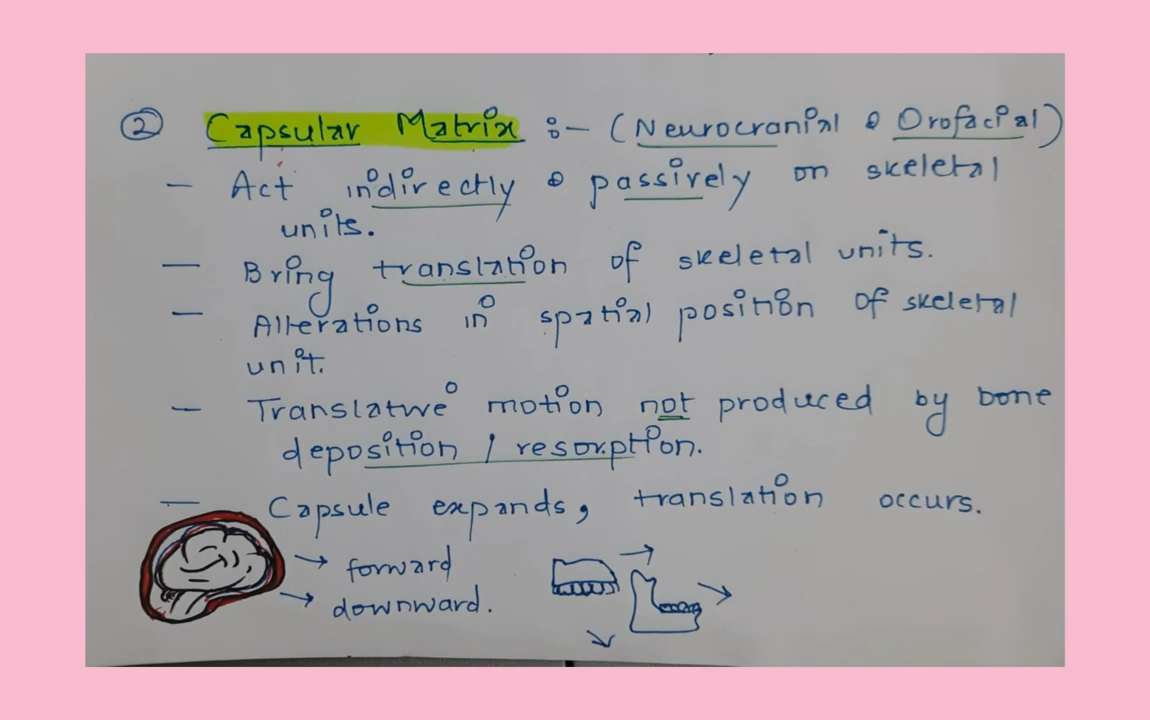 ② Capsular Matrix :- (Neurocranial & Orofacial)
- Act indirectly & passively on skeletal
units.
- Bring translation of skeletal units.
- Alterations in spatial position of skeletal
unit.
- Translative motion not produced by bone
deposition / resorption.
- Capsule expands, translation occurs.
→ forward
→ downward.